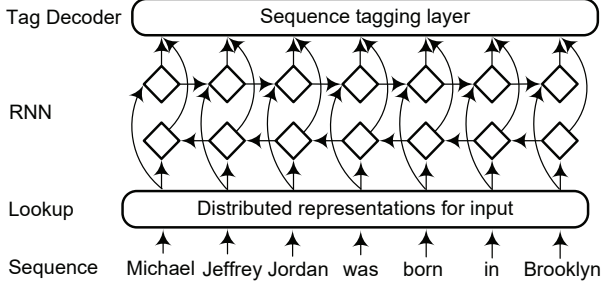 Tag Decoder Sequence tagging layer
RNN
Lookup Distributed representations for input
Sequence Michael Jeffrey Jordan was born in Brooklyn